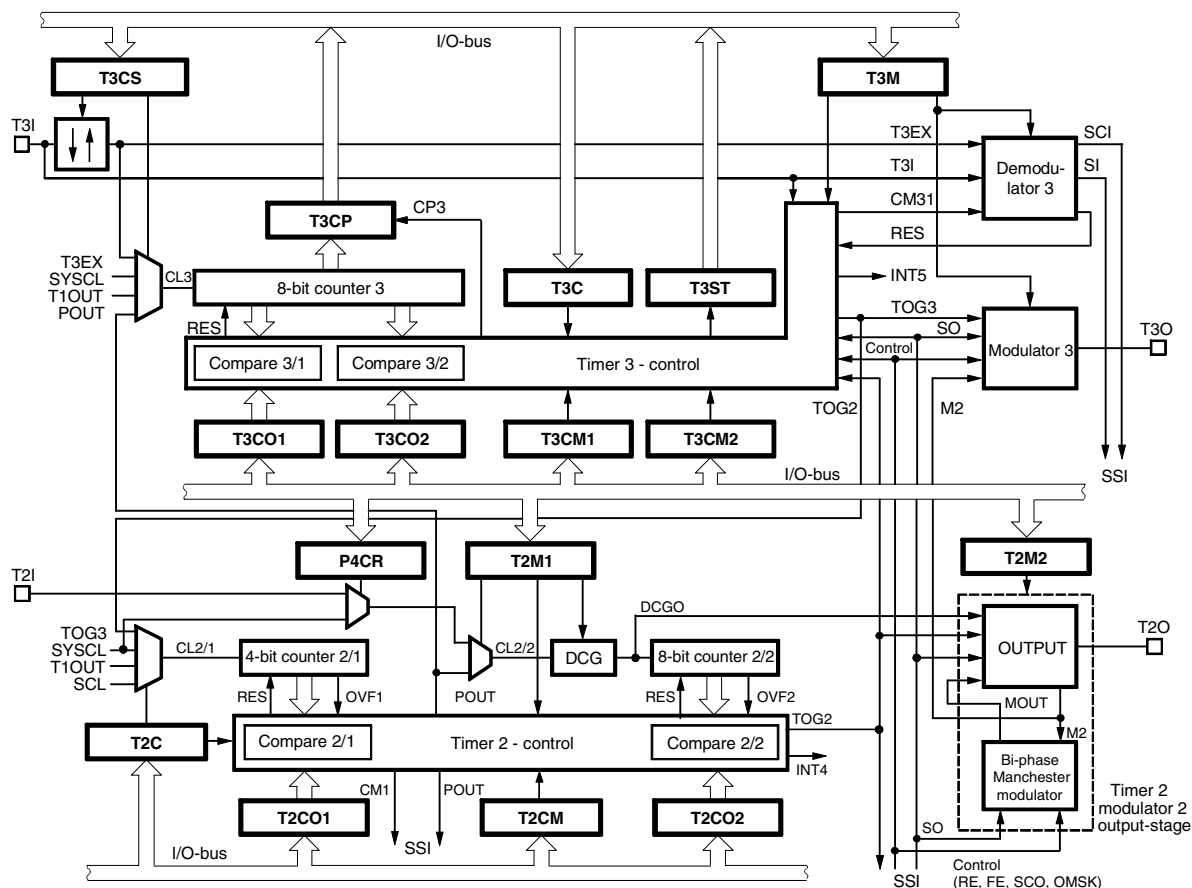 I/O-bus
T3CS
T3M
T3I
T3EX
SCI
T3I
SI
Demodu-
lator 3
CP3
CM31
T3CP
RES
T3EX
SYSCL
T1OUT
POUT
CL3
8-bit counter 3
T3C
T3ST
INT5
RES
TOG3
SO
T3O
Control
Modulator 3
Compare 3/1
Compare 3/2
Timer 3 - control
TOG2
M2
T3CO1
T3CO2
T3CM1
T3CM2
SSI
I/O-bus
P4CR
T2M1
T2M2
T2I
DCGO
TOG3
SYSCL
T1OUT
SCL
CL2/1
4-bit counter 2/1
CL2/2
DCG
8-bit counter 2/2
OUTPUT
T2O
RES
OVF1
POUT
RES
OVF2
MOUT
TOG2
T2C
Compare 2/1
Timer 2 - control
Compare 2/2
M2
INT4
Bi-phase
Manchester
modulator
CM1
POUT
Timer 2
modulator 2
output-stage
T2CO1
T2CM
T2CO2
SO
SSI
I/O-bus
SSI
Control
(RE, FE, SCO, OMSK)